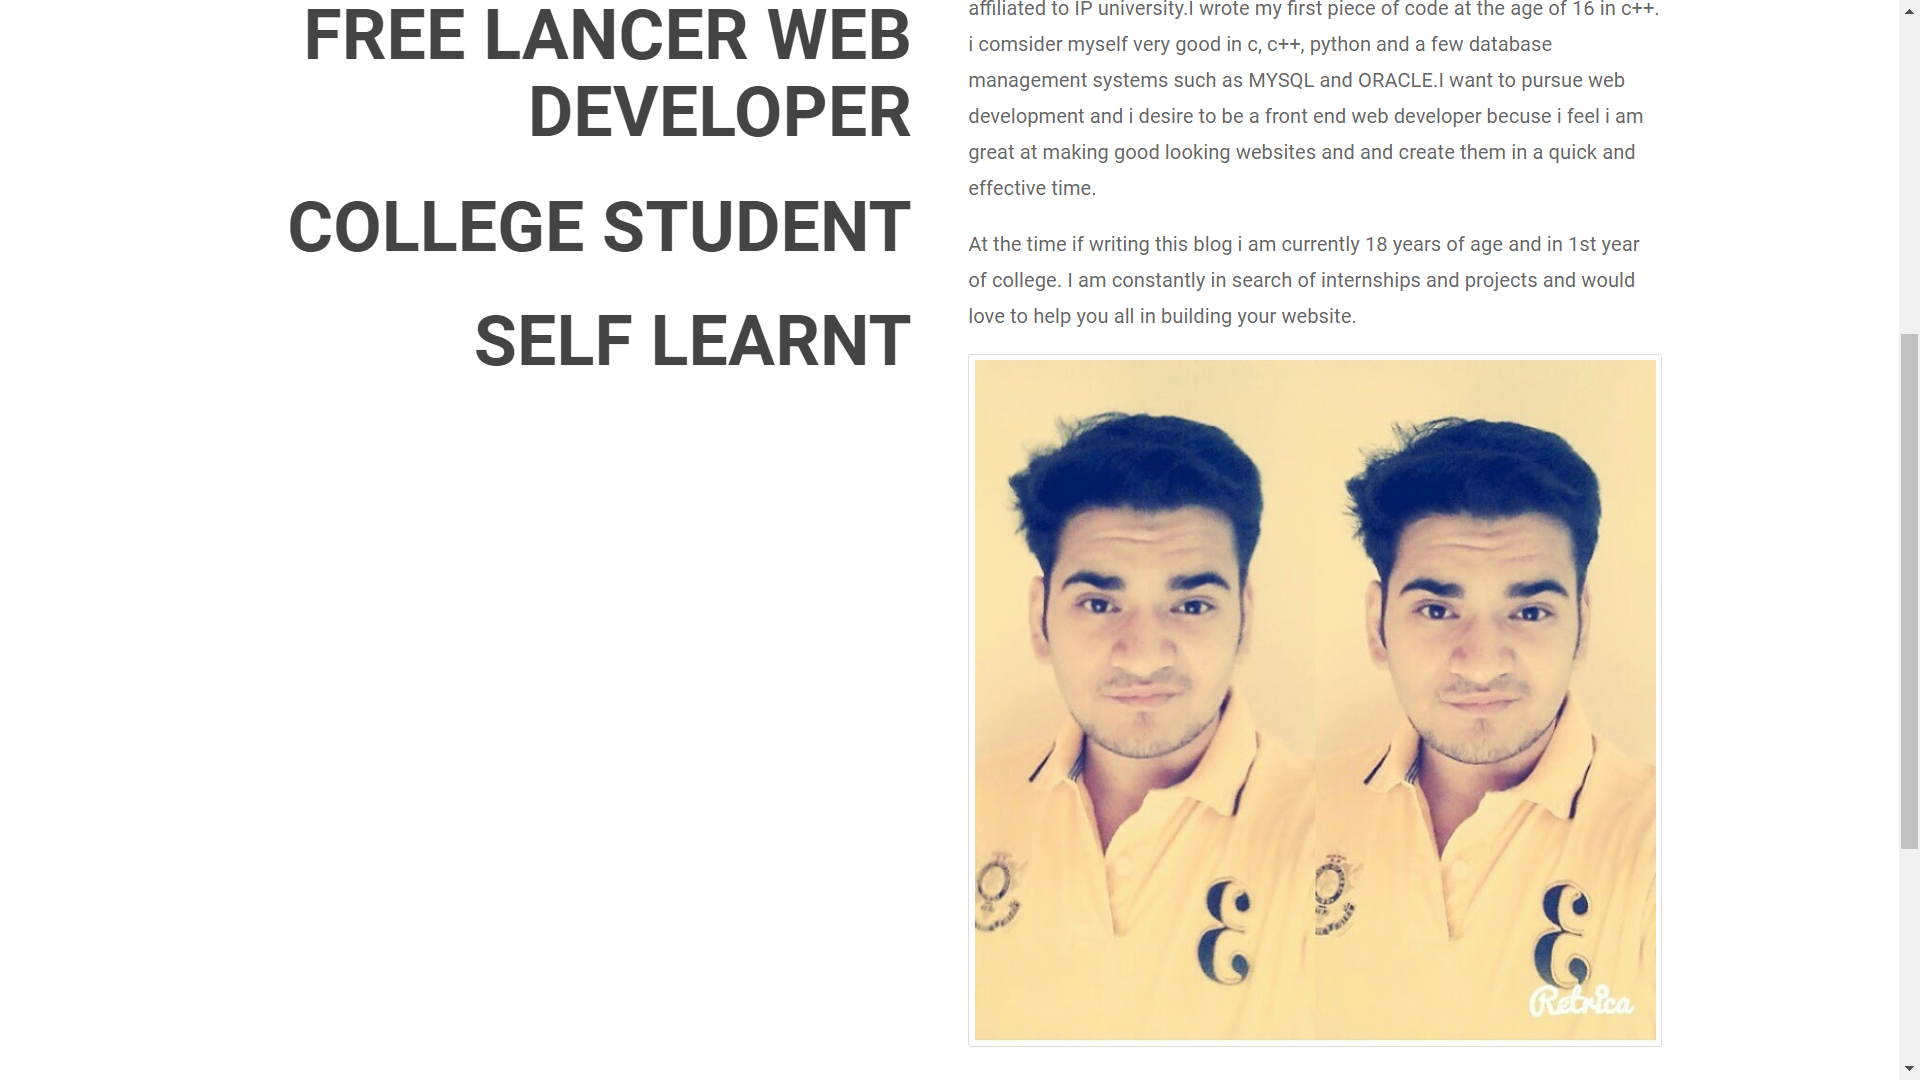 FREE LANCER WEB
DEVELOPER
COLLEGE STUDENT
SELF LEARNT
affiliated to IP university.I wrote my first piece of code at the age of 16 in c++.
i comsider myself very good in c, c++, python and a few database
management systems such as MYSQL and ORACLE.I want to pursue web
development and i desire to be a front end web developer becuse i feel i am
great at making good looking websites and and create them in a quick and
effective time.
At the time if writing this blog i am currently 18 years of age and in 1st year
of college. I am constantly in search of internships and projects and would
love to help you all in building your website.
Retrica